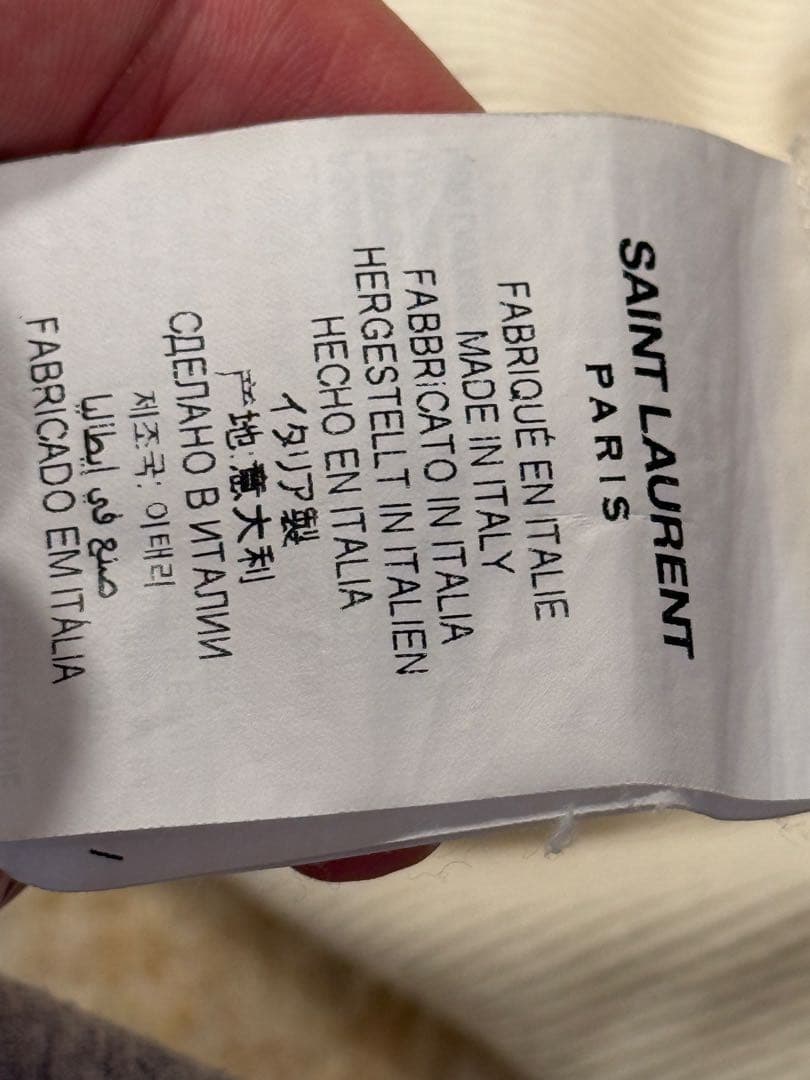 SAINT LAURENT
PARIS
FABRIQUÉ EN ITALIE
MADE IN ITALY
FABBRICATO IN ITALIA
HERGESTELLT IN ITALIEN
HECHO EN ITALIA
イタリア製
产地:意大利
СДЕЛАНО В ИТАЛИИ
제조국: 이태리
صنع في إيطاليا
FABRICADO EM ITÁLIA